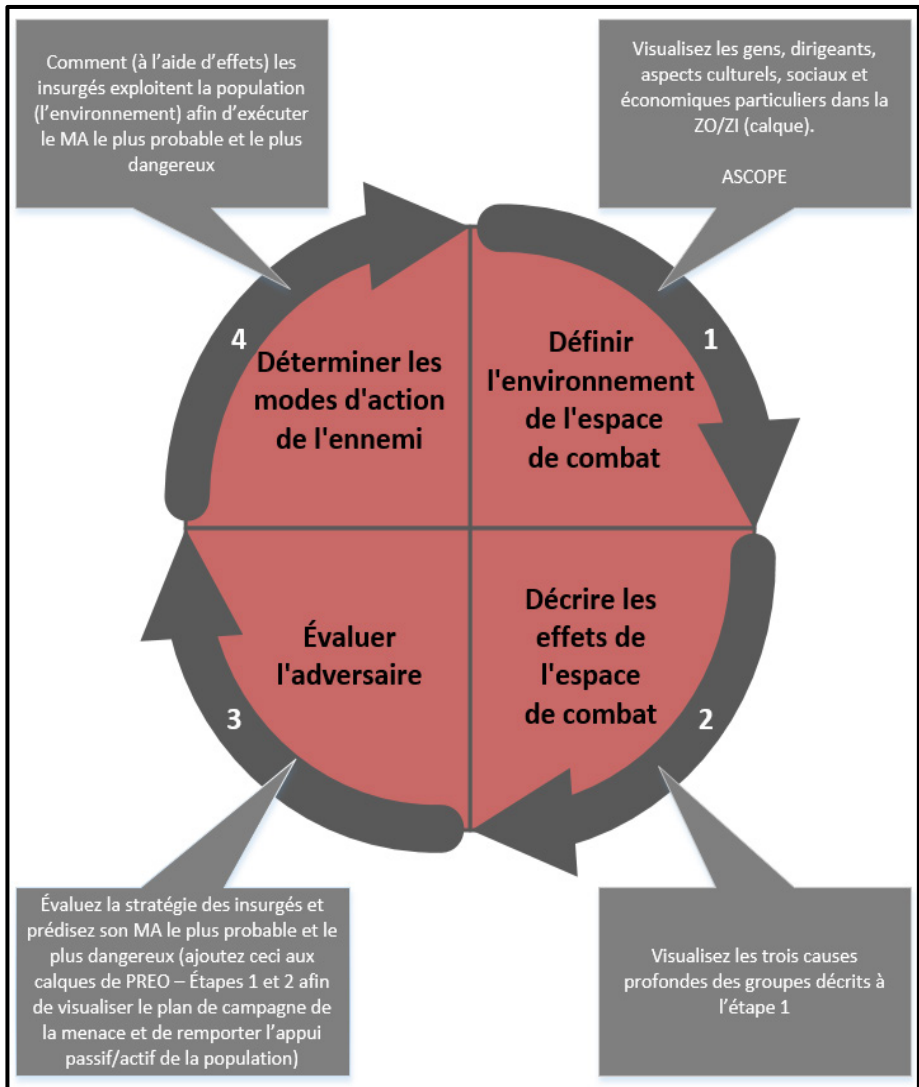 Comment (à l'aide d'effets) les
insurgés exploitent la population
(l'environnement) afin d'exécuter
le MA le plus probable et le plus
dangereux
Visualisez les gens, dirigeants,
aspects culturels, sociaux et
économiques particuliers dans la
ZO/ZI (calque).
ASCOPE
4
Déterminer les
modes d'action
de l'ennemi
1
Définir
l'environnement
de l'espace
de combat
3
Évaluer
l'adversaire
2
Décrire les
effets de
l'espace
de combat
Évaluez la stratégie des insurgés et
prédisez son MA le plus probable et le
plus dangereux (ajoutez ceci aux
calques de PREO – Étapes 1 et 2 afin
de visualiser le plan de campagne de
la menace et de remporter l'appui
passif/actif de la population)
Visualisez les trois causes
profondes des groupes décrits à
l'étape 1